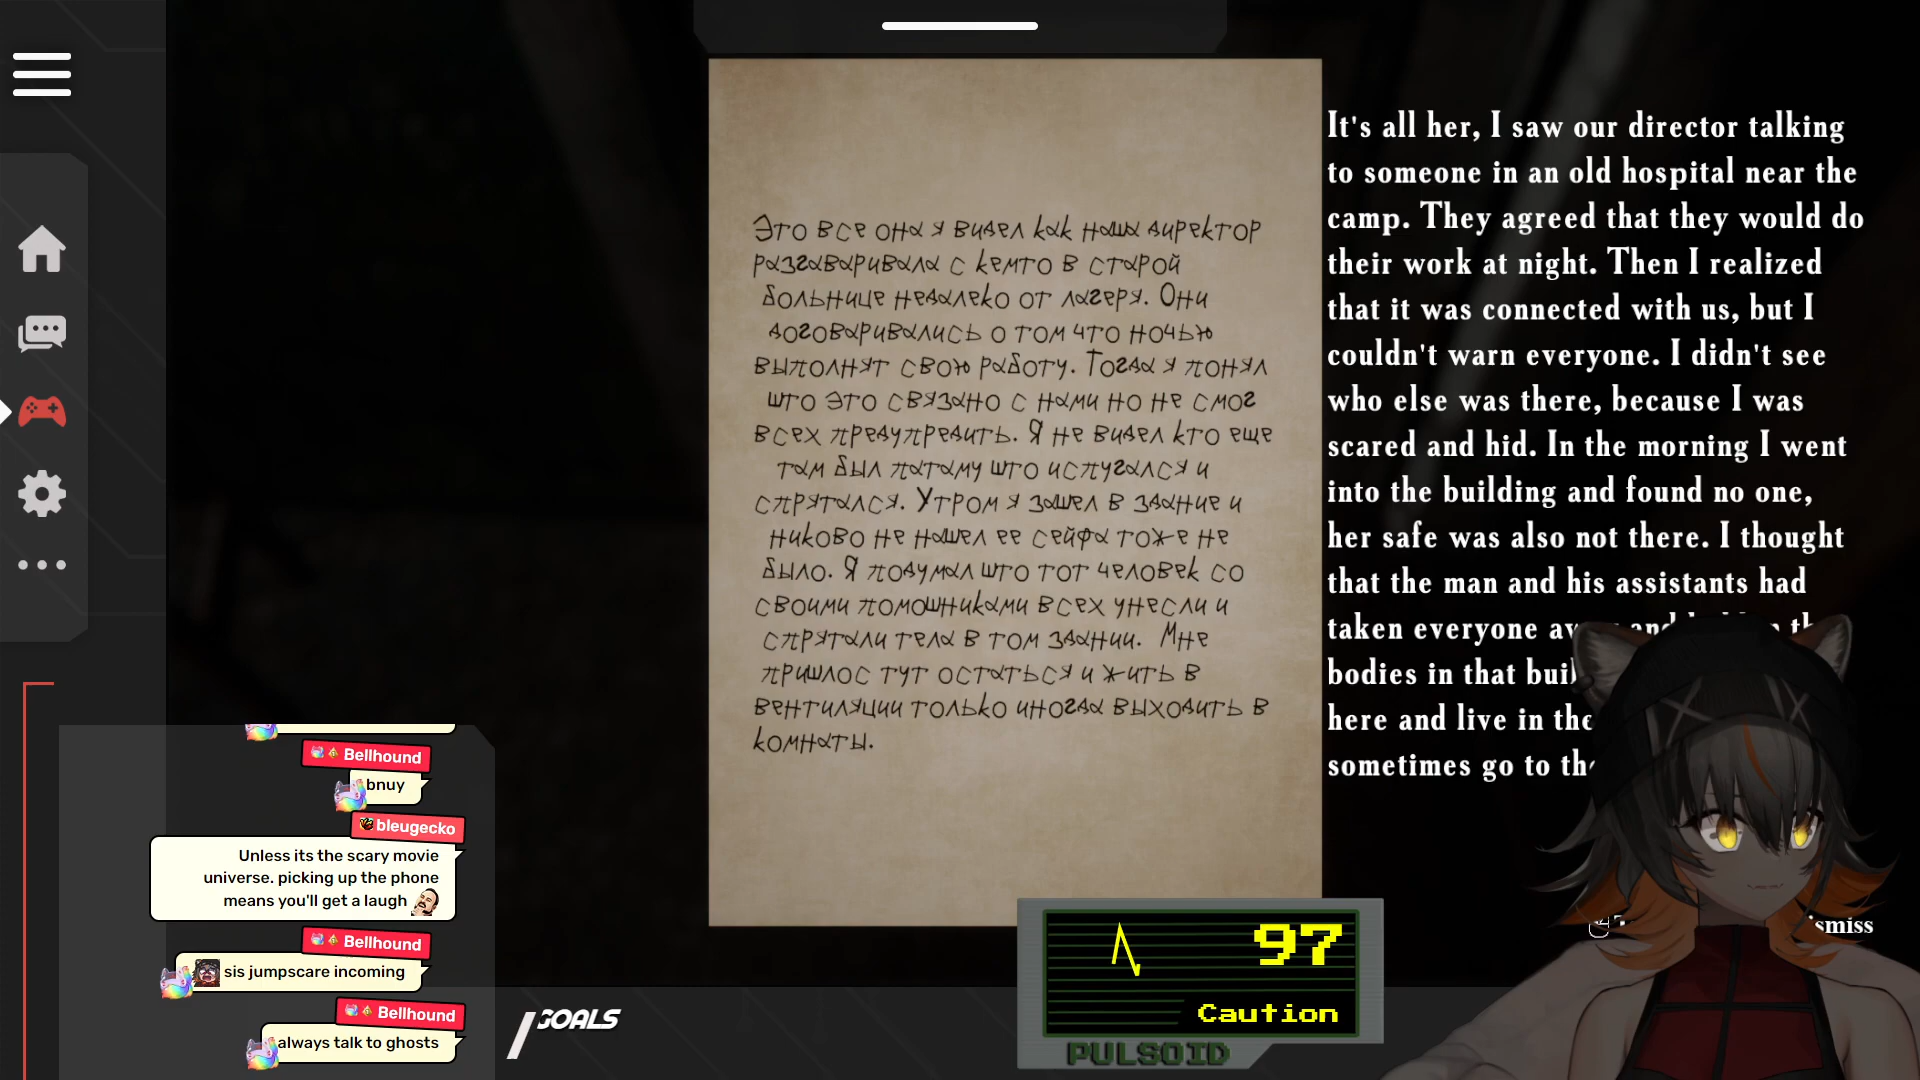 Это все она я видел как наша директор
разгаваривала с кемто в старой
больнице недалеко от лагеря. Они
договаривались о том что ночью
выполнят свою работу. Тогда я понял
што это связано с нами но не смог
всех предупредить. Я не видел кто еще
там был патаму што испугался и
спрятался. Утром я зашел в здание и
никово не нашел ее сейфа тоже не
было. Я подумал што тот человек со
своими помошниками всех унесли и
спрятали тела в том здании. Мне
пришлос тут остаться и жить в
вентиляции только иногда выходить в
комнаты.
It's all her, I saw our director talking
to someone in an old hospital near the
camp. They agreed that they would do
their work at night. Then I realized
that it was connected with us, but I
couldn't warn everyone. I didn't see
who else was there, because I was
scared and hid. In the morning I went
into the building and found no one,
her safe was also not there. I thought
that the man and his assistants had
taken everyone
bodies in that
here and live in
sometimes go to
Bellhound
bnuy
bleugecko
Unless its the scary movie
universe. picking up the phone
means you'll get a laugh
Bellhound
sis jumpscare incoming
Bellhound
always talk to ghosts
GOALS
97
Caution
PULSOID